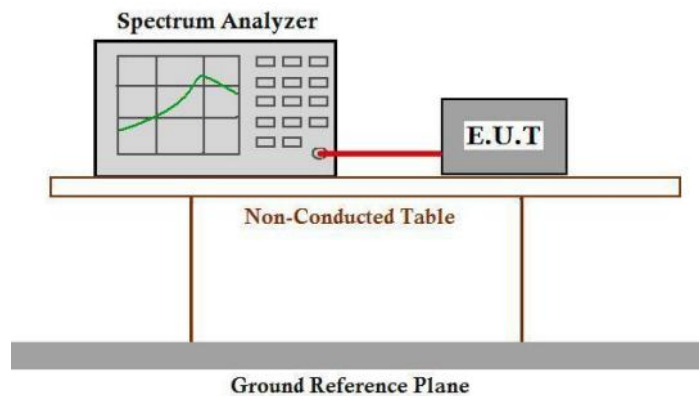 Spectrum Analyzer
E.U.T
Non-Conducted Table
Ground Reference Plane